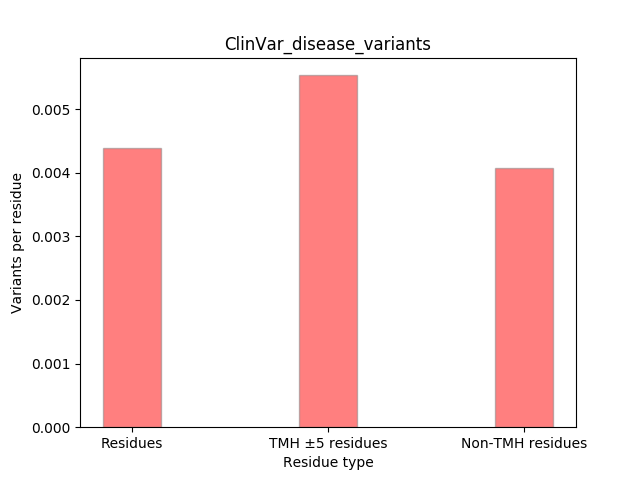 ClinVar_disease_variants
Variants per residue
0.005
0.004
0.003
0.002
0.001
0.000
Residues
TMH ±5 residues
Non-TMH residues
Residue type